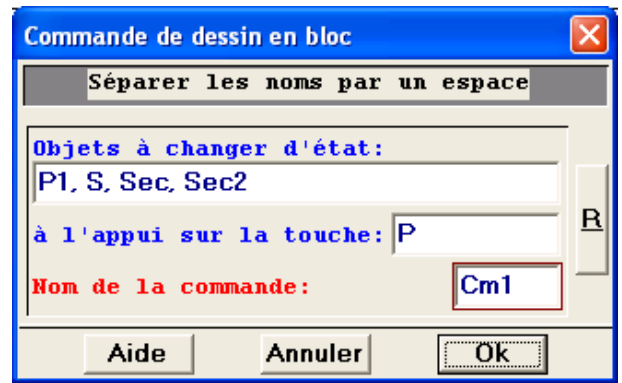 Commande de dessin en bloc
Séparer les noms par un espace
Objets à changer d'état:
P1, S, Sec, Sec2
à l'appui sur la touche: P
R
Nom de la commande: Cm1
Aide Annuler Ok